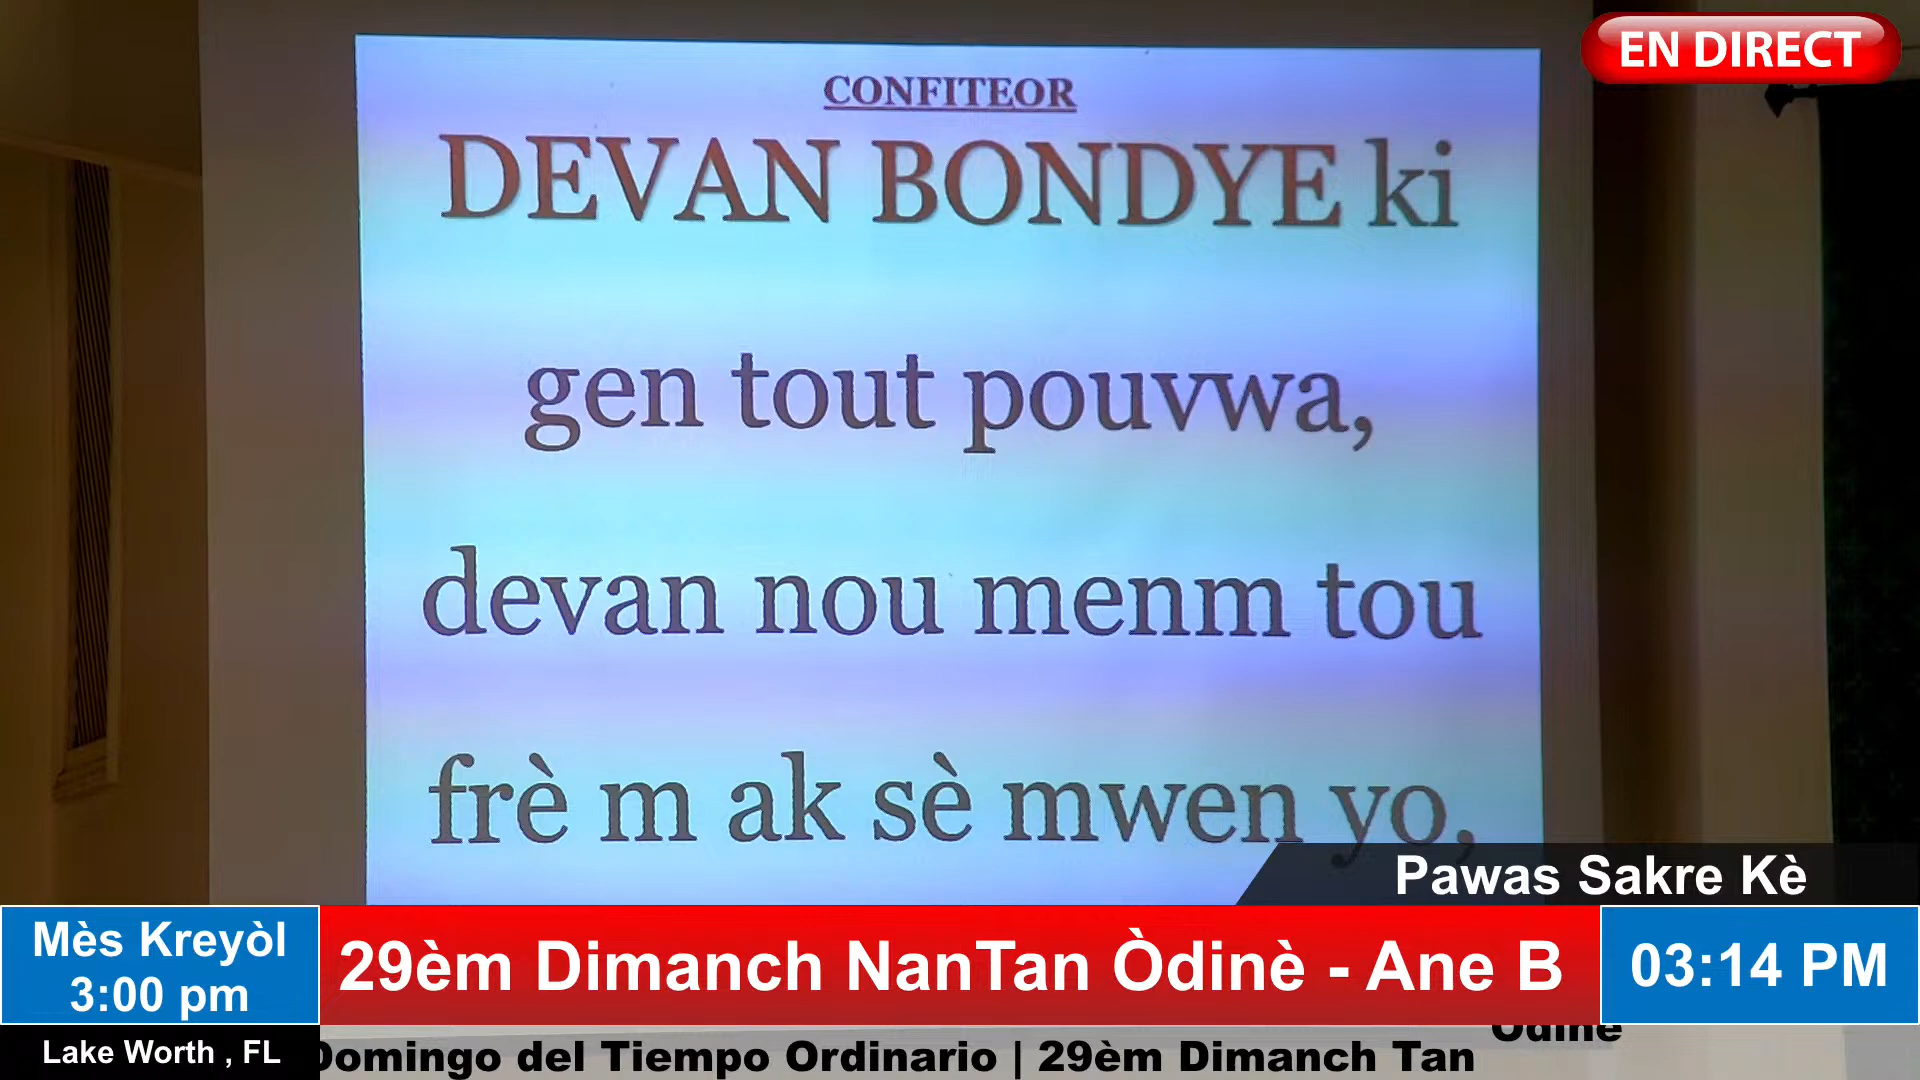 EN DIRECT
CONFITEOR
DEVAN BONDYE ki
gen tout pouvwa,
devan nou menm tou
frè m ak sè mwen yo,
Pawas Sakre Kè
Mès Kreyòl
3:00 pm
29èm Dimanch NanTan Òdinè - Ane B
03:14 PM
Lake Worth , FL
Domingo del Tiempo Ordinario | 29èm Dimanch Tan